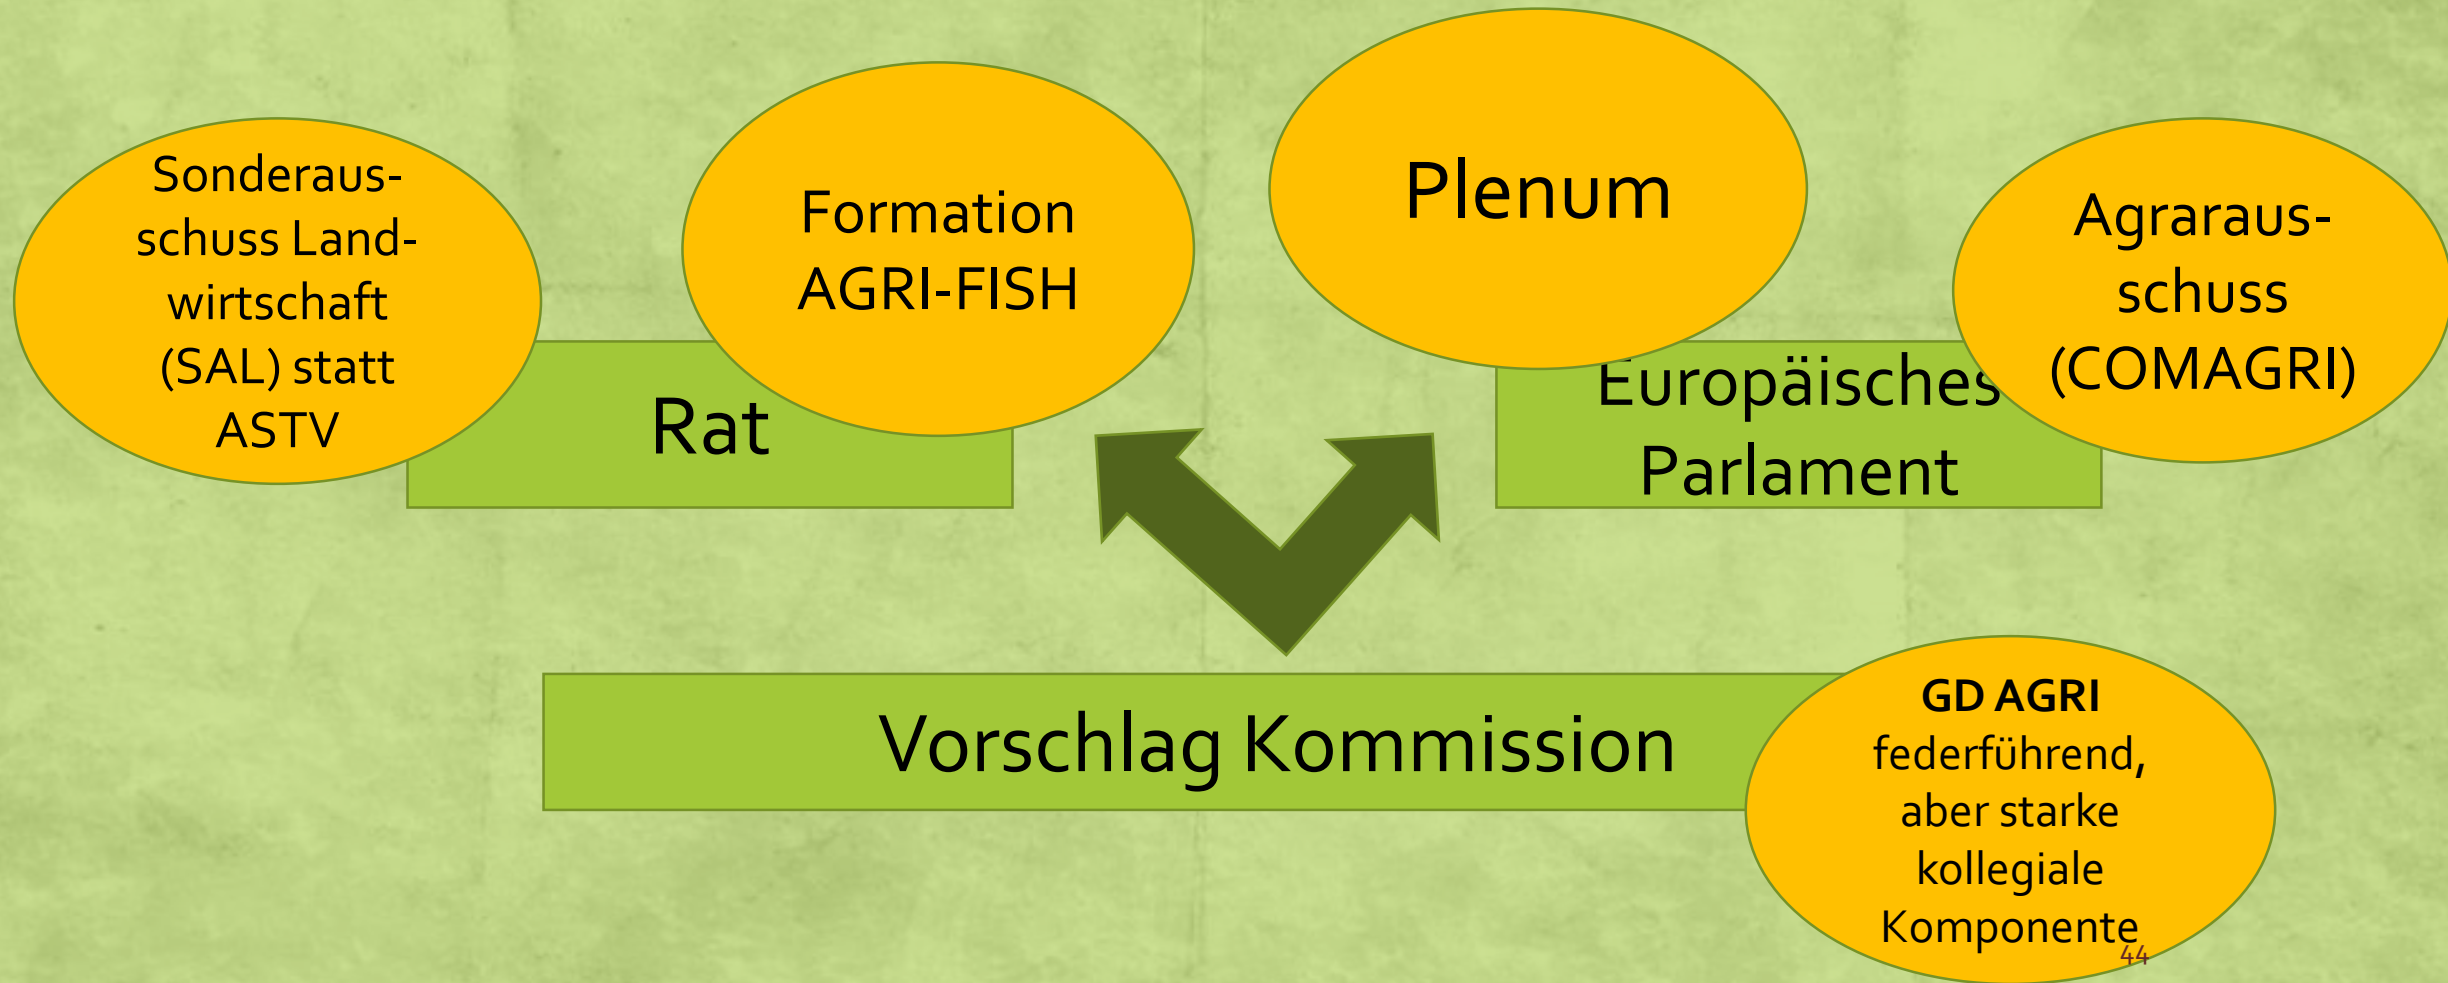 Sonderaus-
schuss Land-
wirtschaft
(SAL) statt
ASTV
Formation
AGRI-FISH
Plenum
Agraraus-
schuss
(COMAGRI)
Rat
Europäisches
Parlament
Vorschlag Kommission
GD AGRI
federführend,
aber starke
kollegiale
Komponente
44